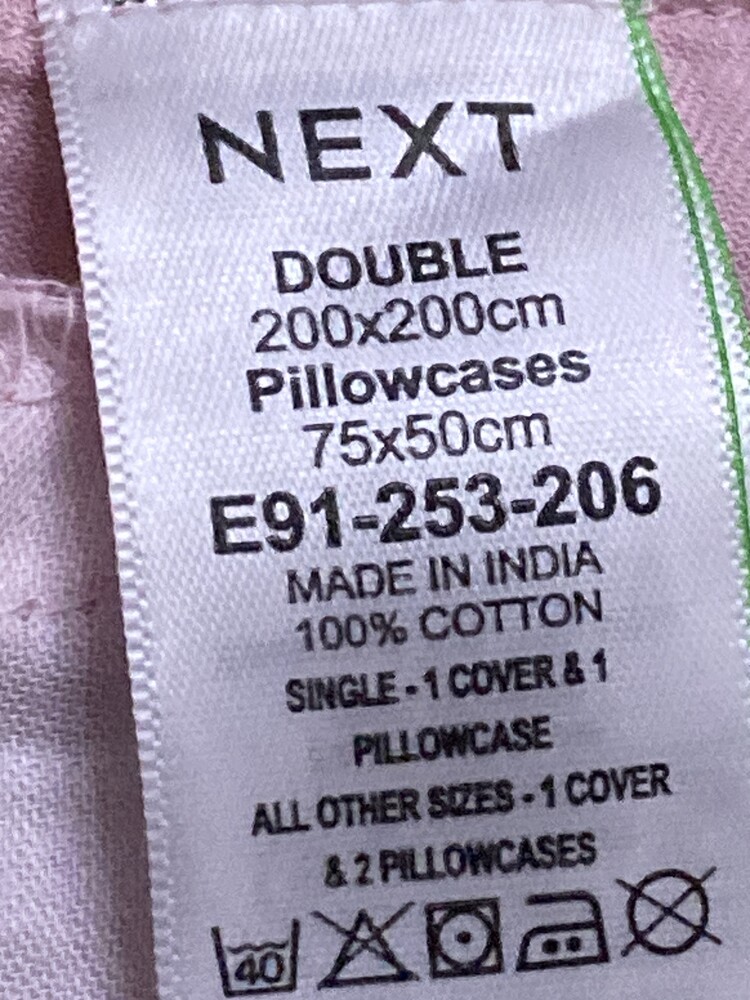 NEXT
DOUBLE
200x200cm
Pillowcases
75x50cm
E91-253-206
MADE IN INDIA
100% COTTON
SINGLE - 1 COVER & 1
PILLOWCASE
ALL OTHER SIZES - 1 COVER
& 2 PILLOWCASES
40